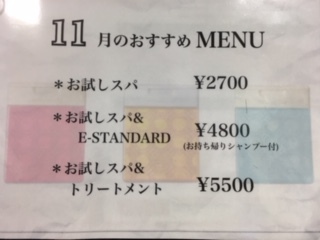 11月のおすすめ MENU
＊お試しスパ ¥2700
＊お試しスパ&
E-STANDARD ¥4800
(お持ち帰りシャンプー付)
＊お試しスパ&
トリートメント ¥5500